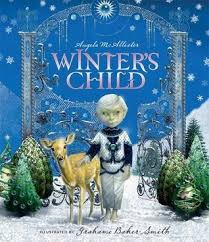 Angela McAllister
WINTER'S
CHILD
ILLUSTRATED BY Grahame Baker-Smith